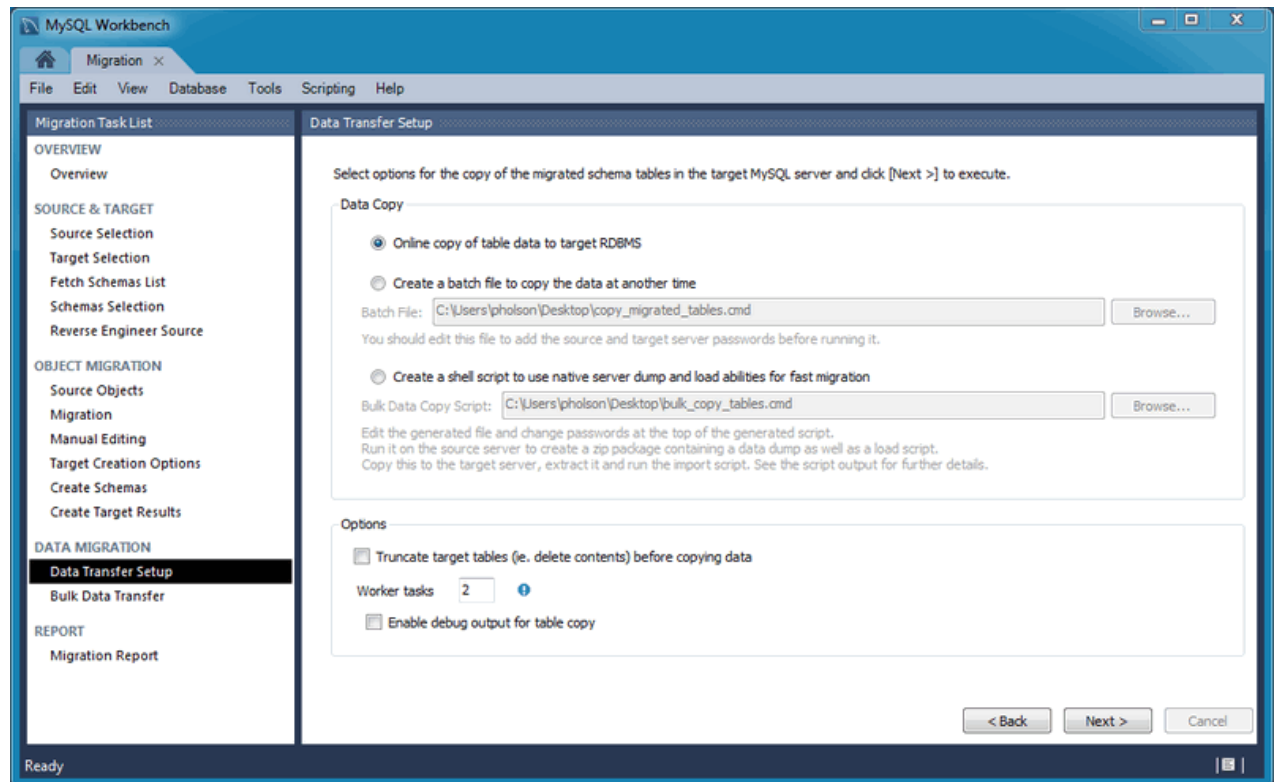 MySQL Workbench
Migration
File Edit View Database Tools Scripting Help
Migration Task List
OVERVIEW
Overview
SOURCE & TARGET
Source Selection
Target Selection
Fetch Schemas List
Schemas Selection
Reverse Engineer Source
OBJECT MIGRATION
Source Objects
Migration
Manual Editing
Target Creation Options
Create Schemas
Create Target Results
DATA MIGRATION
Data Transfer Setup
Bulk Data Transfer
REPORT
Migration Report
Data Transfer Setup
Select options for the copy of the migrated schema tables in the target MySQL server and click [Next >] to execute.
Data Copy
Online copy of table data to target RDBMS
Create a batch file to copy the data at another time
Batch File: C:\Users\pholson\Desktop\copy_migrated_tables.cmd Browse...
You should edit this file to add the source and target server passwords before running it.
Create a shell script to use native server dump and load abilities for fast migration
Bulk Data Copy Script: C:\Users\pholson\Desktop\bulk_copy_tables.cmd Browse...
Edit the generated file and change passwords at the top of the generated script.
Run it on the source server to create a zip package containing a data dump as well as a load script.
Copy this to the target server, extract it and run the import script. See the script output for further details.
Options
Truncate target tables (ie. delete contents) before copying data
Worker tasks 2
Enable debug output for table copy
< Back Next > Cancel
Ready